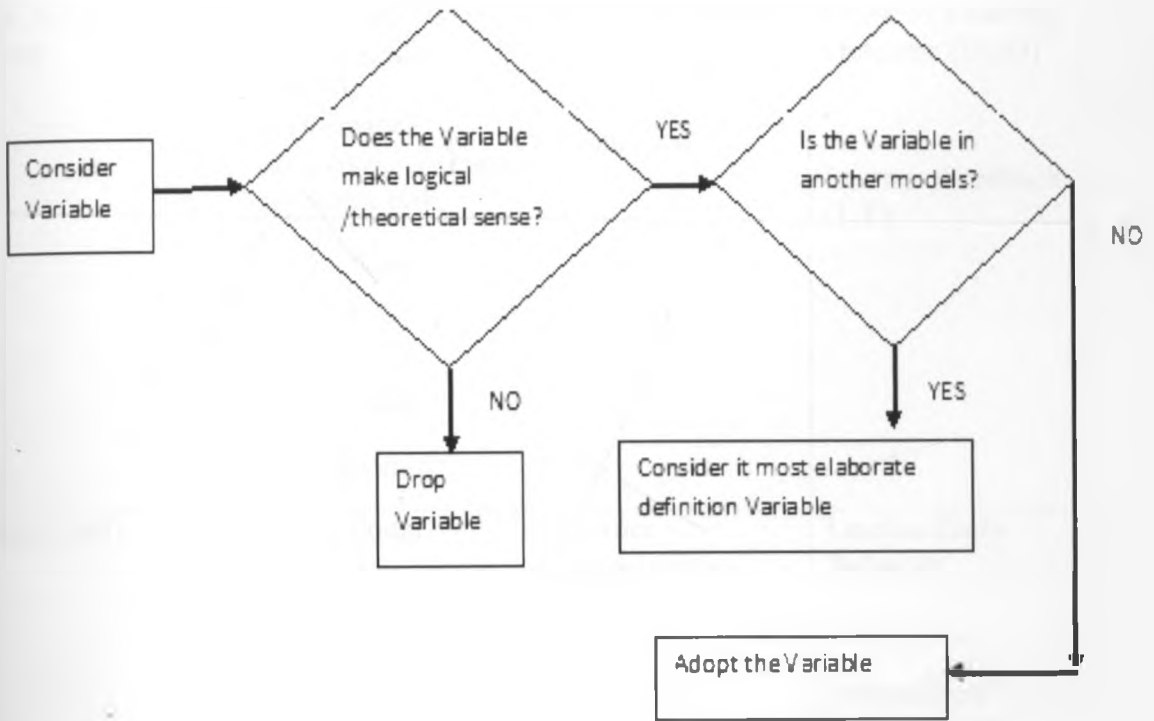 Consider
Variable
Does the Variable
make logical
/theoretical sense?
YES
Is the Variable in
another models?
NO
NO
YES
Drop
Variable
Consider it most elaborate
definition Variable
Adopt the Variable